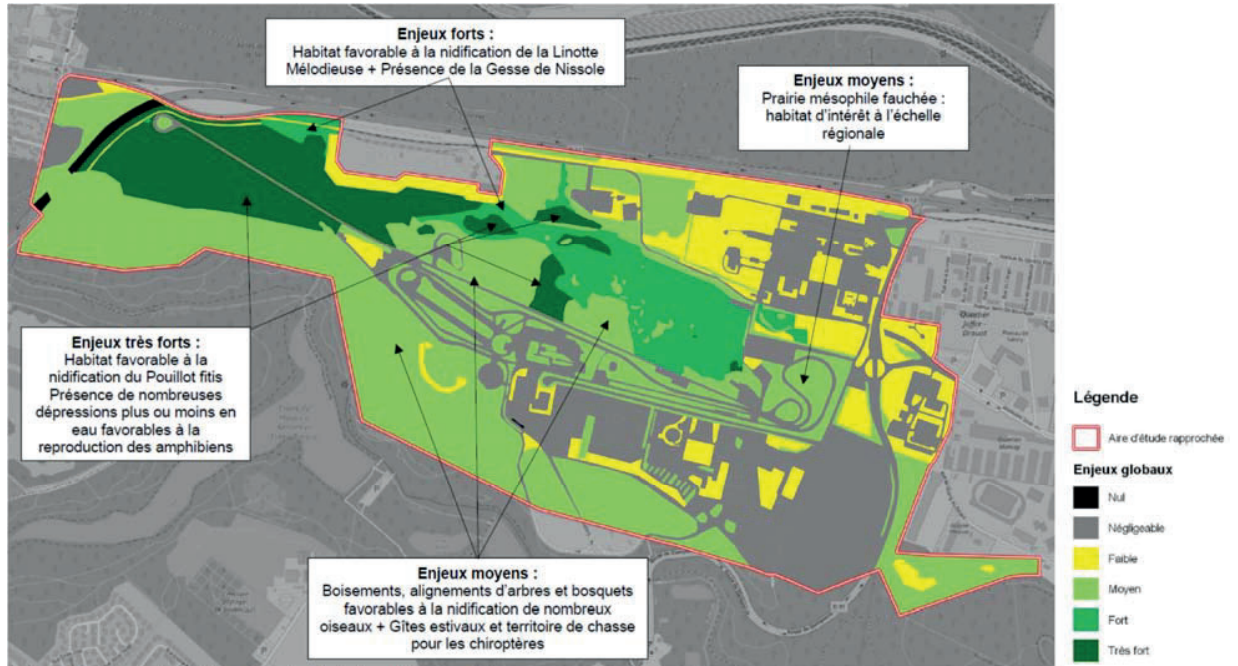 Enjeux forts :
Habitat favorable à la nidification de la Linotte
Mélodieuse + Présence de la Gesse de Nissole
Enjeux moyens :
Prairie mésophile fauchée :
habitat d'intérêt à l'échelle
régionale
Enjeux très forts :
Habitat favorable à la
nidification du Pouillot fitis
Présence de nombreuses
dépressions plus ou moins en
eau favorables à la
reproduction des amphibiens
Enjeux moyens :
Boisements, alignements d'arbres et bosquets
favorables à la nidification de nombreux
oiseaux + Gîtes estivaux et territoire de chasse
pour les chiroptères
Légende
Aire d'étude rapprochée
Enjeux globaux
Nul
Négligeable
Faible
Moyen
Fort
Très fort